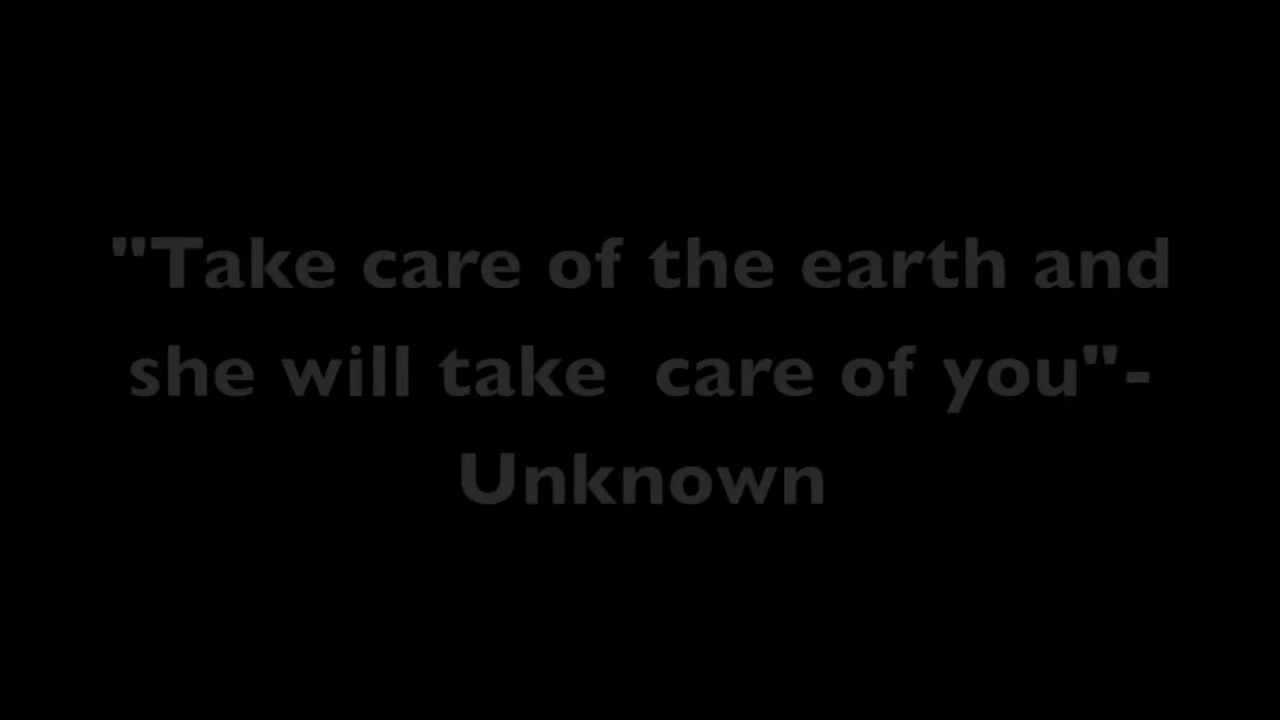 "Take care of the earth and
she will take  care of you"-
Unknown